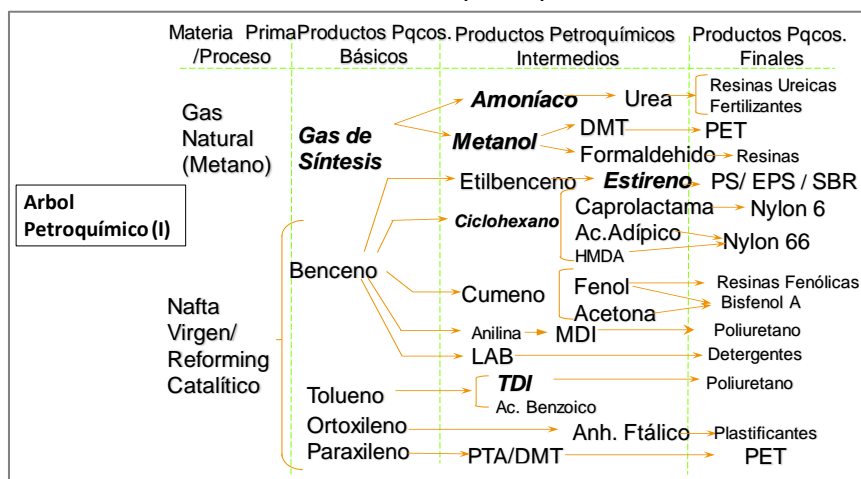 Materia Prima
/Proceso
Productos Pqcos.
Básicos
Productos Petroquímicos
Intermedios
Productos Pqcos.
Finales
Arbol
Petroquímico (I)
Gas
Natural
(Metano)
Gas de
Síntesis
Amoníaco
Urea
Resinas Ureicas
Fertilizantes
Metanol
DMT
PET
Formaldehido
Resinas
Nafta
Virgen/
Reforming
Catalítico
Benceno
Etilbenceno
Estireno
PS/ EPS / SBR
Ciclohexano
Caprolactama
Nylon 6
Ac.Adípico
HMDA
Nylon 66
Cumeno
Fenol
Acetona
Resinas Fenólicas
Bisfenol A
Anilina
MDI
Poliuretano
LAB
Detergentes
Tolueno
TDI
Poliuretano
Ac. Benzoico
Ortoxileno
Anh. Ftálico
Plastificantes
Paraxileno
PTA/DMT
PET